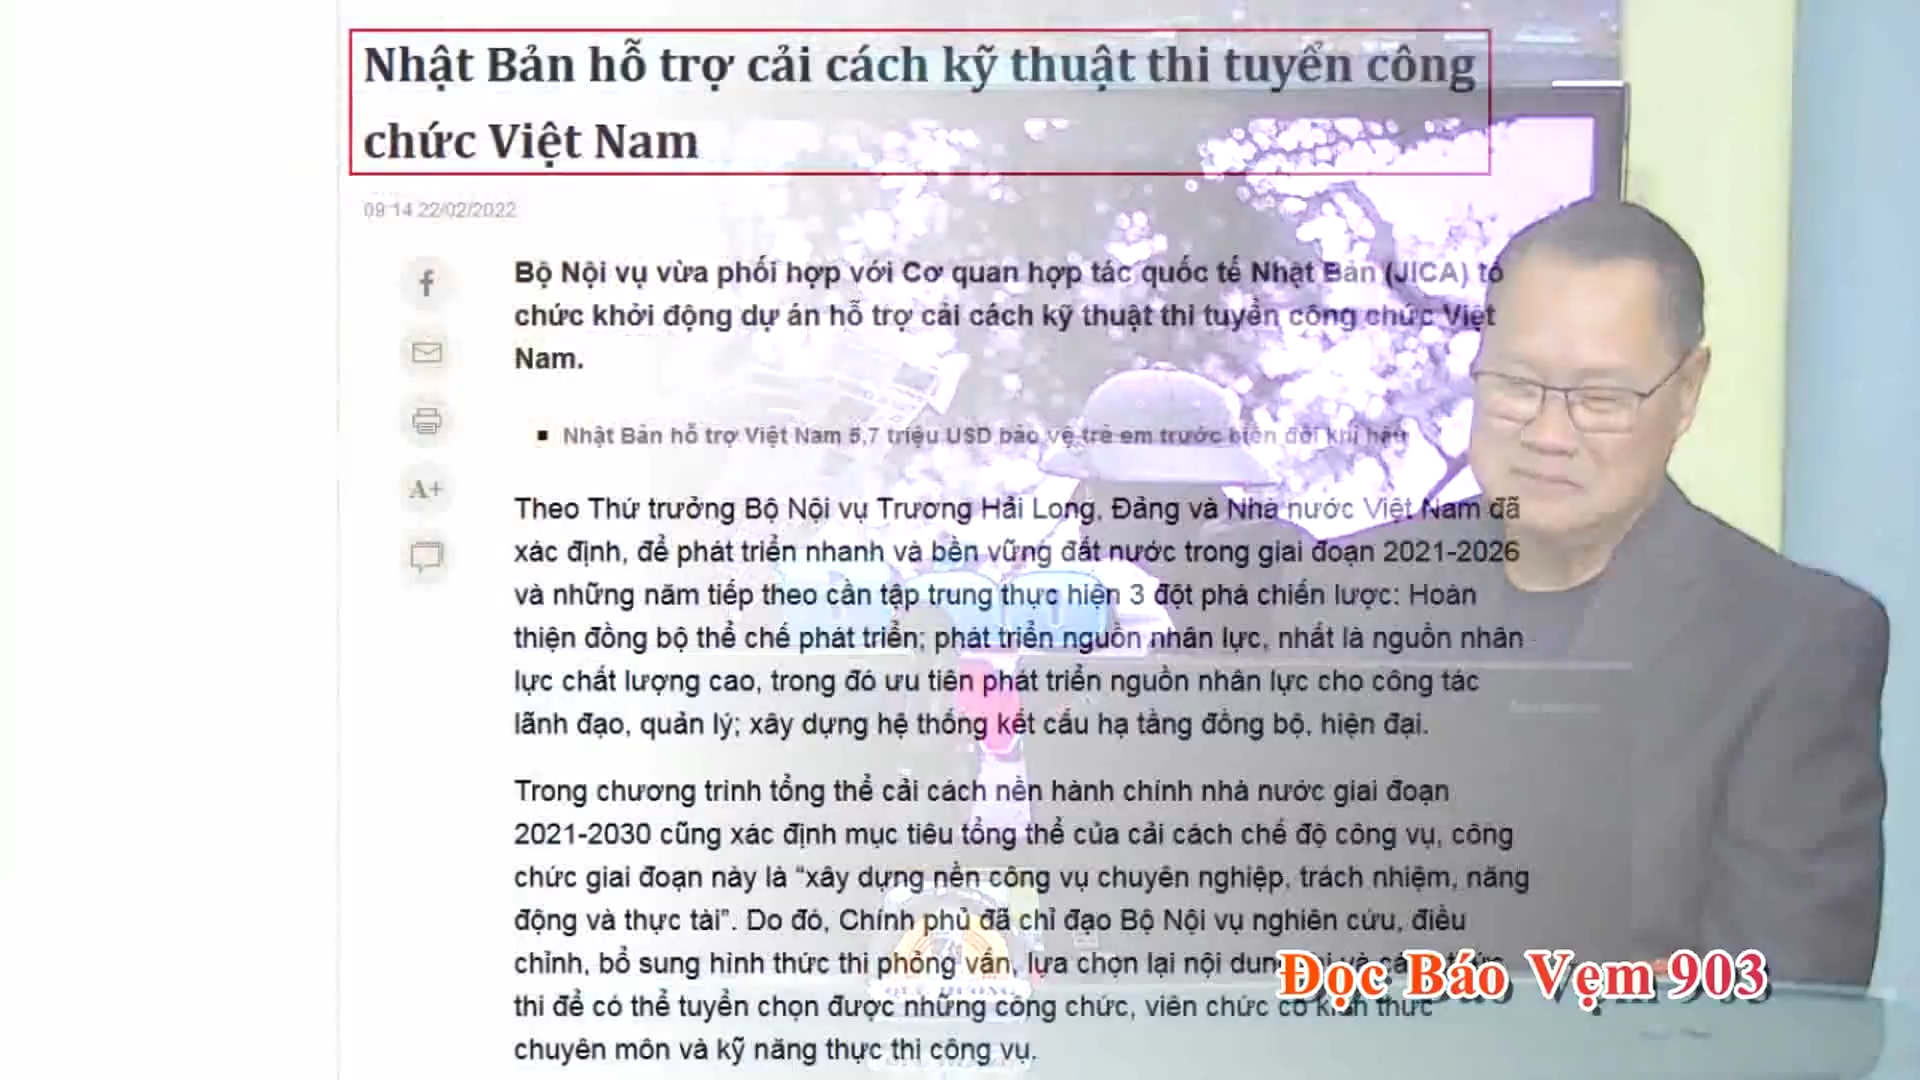 Nhật Bản hỗ trợ cải cách kỹ thuật thi tuyển công
chức Việt Nam
09:14 22/02/2022
Bộ Nội vụ vừa phối hợp với Cơ quan hợp tác quốc tế Nhật Bản (JICA) tổ
chức khởi động dự án hỗ trợ cải cách kỹ thuật thi tuyển công chức Việt
Nam.
Nhật Bản hỗ trợ Việt Nam 5,7 triệu USD bảo vệ trẻ em trước biến đổi khí hậu
A+
Theo Thứ trưởng Bộ Nội vụ Trương Hải Long, Đảng và Nhà nước Việt Nam đã
xác định, để phát triển nhanh và bền vững đất nước trong giai đoạn 2021-2026
và những năm tiếp theo cần tập trung thực hiện 3 đột phá chiến lược: Hoàn
thiện đồng bộ thể chế phát triển; phát triển nguồn nhân lực, nhất là nguồn nhân
lực chất lượng cao, trong đó ưu tiên phát triển nguồn nhân lực cho công tác
lãnh đạo, quản lý; xây dựng hệ thống kết cấu hạ tầng đồng bộ, hiện đại.
Trong chương trình tổng thể cải cách nền hành chính nhà nước giai đoạn
2021-2030 cũng xác định mục tiêu tổng thể của cải cách chế độ công vụ, công
chức giai đoạn này là “xây dựng nền công vụ chuyên nghiệp, trách nhiệm, năng
động và thực tài”. Do đó, Chính phủ đã chỉ đạo Bộ Nội vụ nghiên cứu, điều
chỉnh, bổ sung hình thức thi phỏng vấn, lựa chọn lại nội dung
thi để có thể tuyển chọn được những công chức, viên chức có kiến thức
chuyên môn và kỹ năng thực thi công vụ.
Đọc Báo Vẹm 903